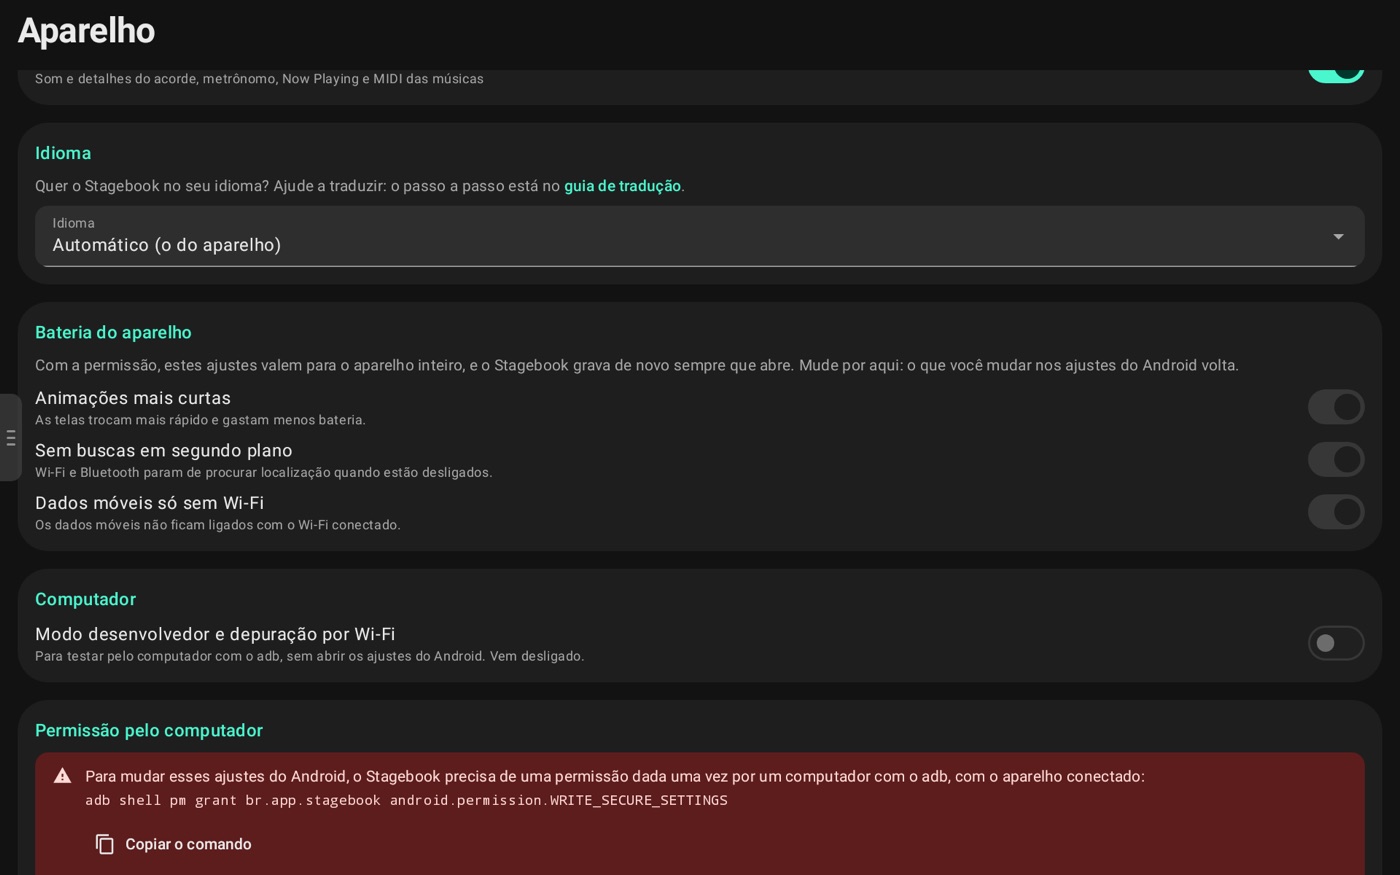 Aparelho
Som e detalhes do acorde, metrônomo, Now Playing e MIDI das músicas
Idioma
Quer o Stagebook no seu idioma? Ajude a traduzir: o passo a passo está no guia de tradução.
Idioma
Automático (o do aparelho)
Bateria do aparelho
Com a permissão, estes ajustes valem para o aparelho inteiro, e o Stagebook grava de novo sempre que abre. Mude por aqui: o que você mudar nos ajustes do Android volta.
Animações mais curtas
As telas trocam mais rápido e gastam menos bateria.
Sem buscas em segundo plano
Wi-Fi e Bluetooth param de procurar localização quando estão desligados.
Dados móveis só sem Wi-Fi
Os dados móveis não ficam ligados com o Wi-Fi conectado.
Computador
Modo desenvolvedor e depuração por Wi-Fi
Para testar pelo computador com o adb, sem abrir os ajustes do Android. Vem desligado.
Permissão pelo computador
Para mudar esses ajustes do Android, o Stagebook precisa de uma permissão dada uma vez por um computador com o adb, com o aparelho conectado:
adb shell pm grant br.app.stagebook android.permission.WRITE_SECURE_SETTINGS
Copiar o comando